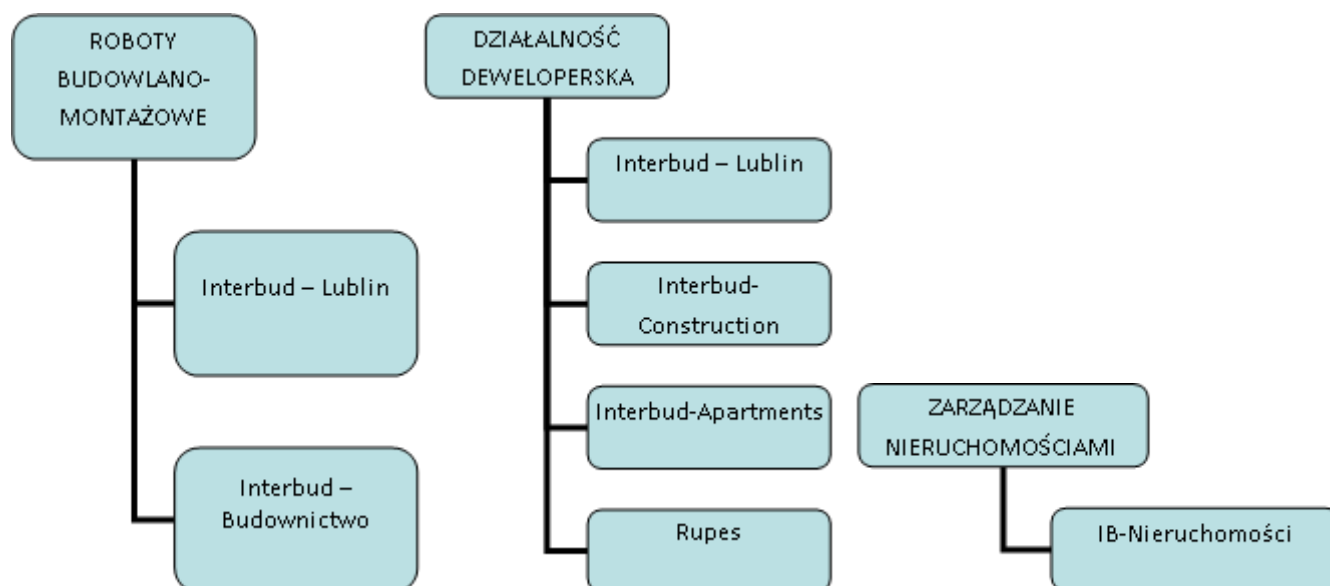 ROBOTY
BUDOWLANO-
MONTAŻOWE
Interbud – Lublin
Interbud –
Budownictwo
DZIAŁALNOŚĆ
DEWELOPERSKA
Interbud – Lublin
Interbud-
Construction
Interbud-Apartments
Rupes
ZARZĄDZANIE
NIERUCHOMOŚCIAMI
IB-Nieruchomości